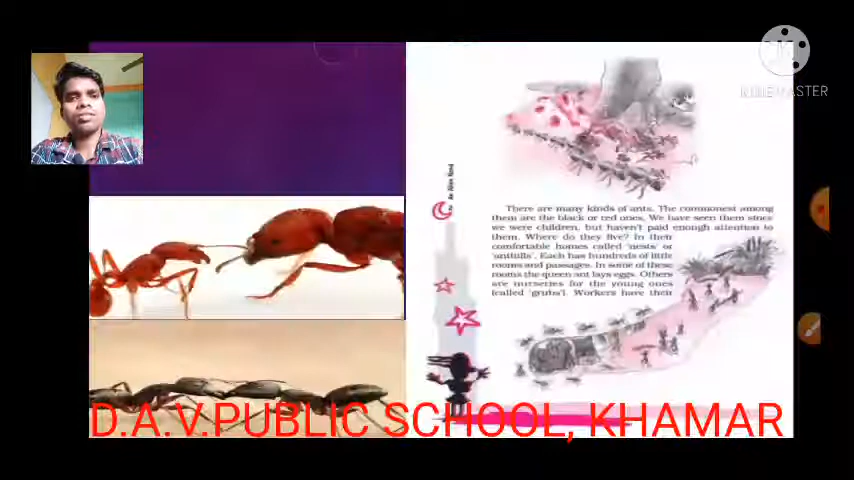 KINEMASTER
An Alien Hand
There are many kinds of ants. The commonest among
them are the black or red ones. We have seen them since
we were children, but haven't paid enough attention to
them. Where do they live? In their
comfortable homes called 'nests' or
'anthills'. Each has hundreds of little
rooms and passages. In some of these
rooms the queen ant lays eggs. Others
are nurseries for the young ones
(called 'grubs'). Workers have their
D.A.V.PUBLIC SCHOOL, KHAMAR